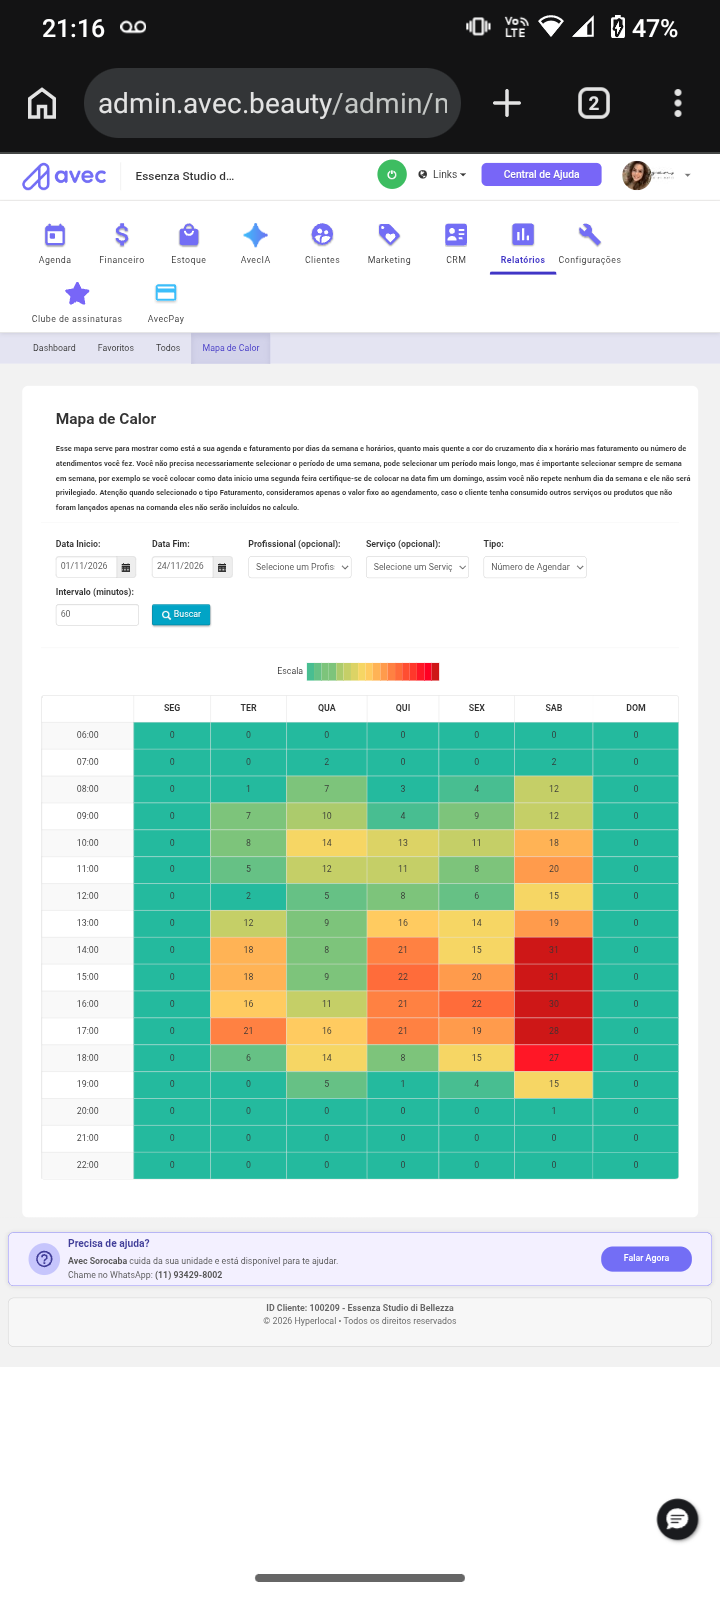 21:16
Vo LTE
47%
admin.avec.beauty/admin/
2
avec
Essenza Studio d...
Links
Central de Ajuda
Agenda
Financeiro
Estoque
AvecIA
Clientes
Marketing
CRM
Relatórios
Configurações
Clube de assinaturas
AvecPay
Dashboard
Favoritos
Todos
Mapa de Calor
Mapa de Calor
Esse mapa serve para mostrar como está a sua agenda e faturamento por dias da semana e horários, quanto mais quente a cor do cruzamento dia x horário mas faturamento ou número de
atendimentos você fez. Você não precisa necessariamente selecionar o período de uma semana, pode selecionar um período mais longo, mas é importante selecionar sempre de semana
em semana, por exemplo se você colocar como data inicio uma segunda feira certifique-se de colocar na data fim um domingo, assim você não repete nenhum dia da semana e ele não será
privilegiado. Atenção quando selecionado o tipo Faturamento, consideramos apenas o valor fixo ao agendamento, caso o cliente tenha consumido outros serviços ou produtos que não
foram lançados apenas na comanda eles não serão incluídos no calculo.
Data Inicio: Data Fim: Profissional (opcional): Serviço (opcional): Tipo:
01/11/2026 24/11/2026 Selecione um Profis Selecione um Serviç Número de Agendar
Intervalo (minutos):
60 Buscar
Escala
SEG TER QUA QUI SEX SAB DOM
06:00 0 0 0 0 0 0 0
07:00 0 0 2 0 0 2 0
08:00 0 1 7 3 4 12 0
09:00 0 7 10 4 9 12 0
10:00 0 8 14 13 11 18 0
11:00 0 5 12 11 8 20 0
12:00 0 2 5 8 6 15 0
13:00 0 12 9 16 14 19 0
14:00 0 18 8 21 15 31 0
15:00 0 18 9 22 20 31 0
16:00 0 16 11 21 22 30 0
17:00 0 21 16 21 19 28 0
18:00 0 6 14 8 15 27 0
19:00 0 0 5 1 4 15 0
20:00 0 0 0 0 0 1 0
21:00 0 0 0 0 0 0 0
22:00 0 0 0 0 0 0 0
Precisa de ajuda?
Avec Sorocaba cuida da sua unidade e está disponível para te ajudar.
Chame no WhatsApp: (11) 93429-8002
Falar Agora
ID Cliente: 100209 - Essenza Studio di Bellezza
© 2026 Hyperlocal • Todos os direitos reservados